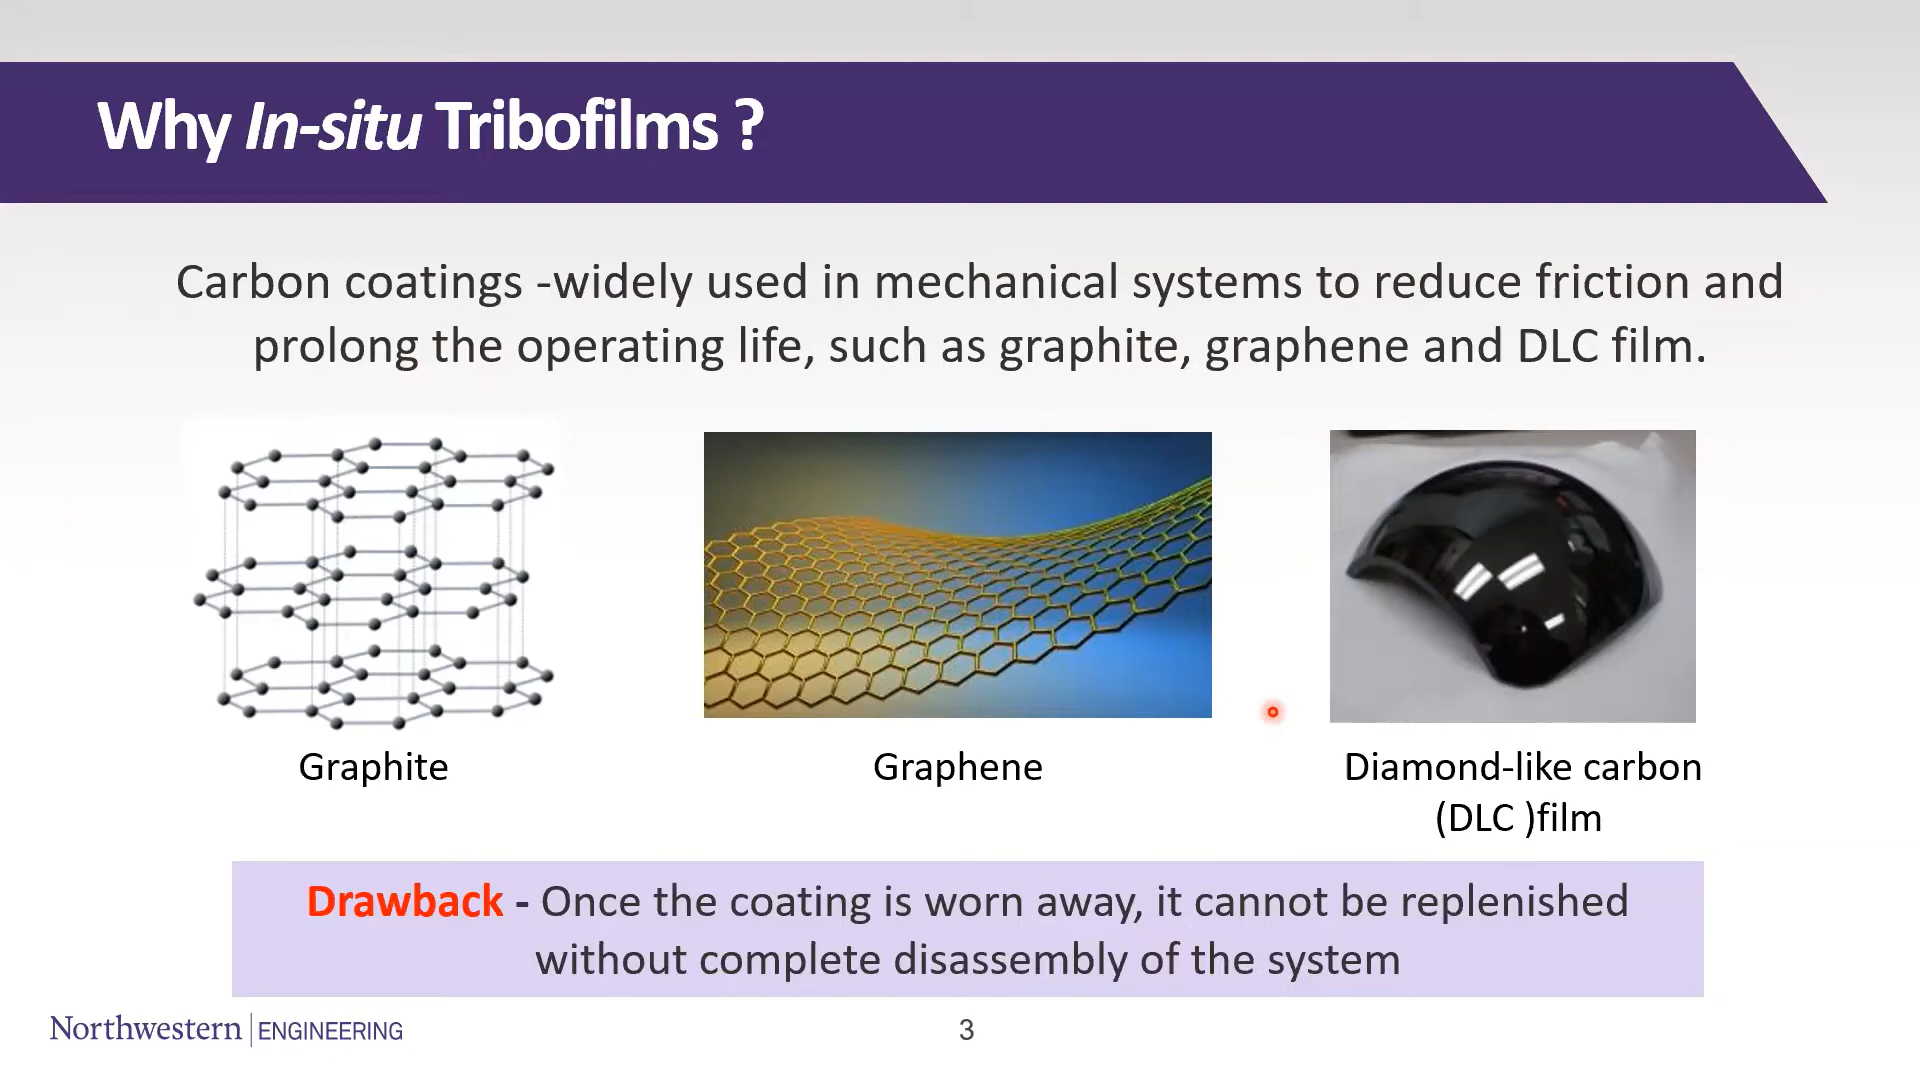 Why In-situ Tribofilms ?
Carbon coatings -widely used in mechanical systems to reduce friction and
prolong the operating life, such as graphite, graphene and DLC film.
Graphite
Graphene
Diamond-like carbon
(DLC )film
Drawback - Once the coating is worn away, it cannot be replenished
without complete disassembly of the system
Northwestern | ENGINEERING
3